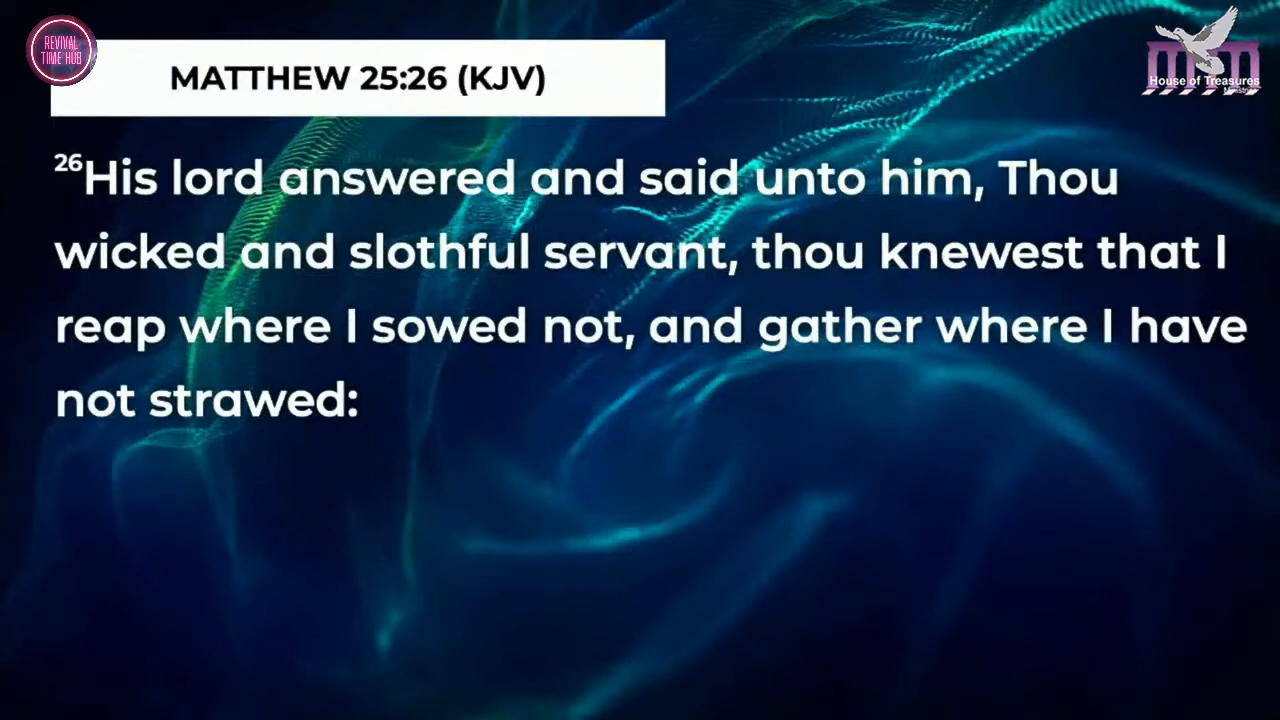 REVIVAL
TIME HUB
House of Treasures
Ministries
MATTHEW 25:26 (KJV)
26His lord answered and said unto him, Thou
wicked and slothful servant, thou knewest that I
reap where I sowed not, and gather where I have
not strawed: